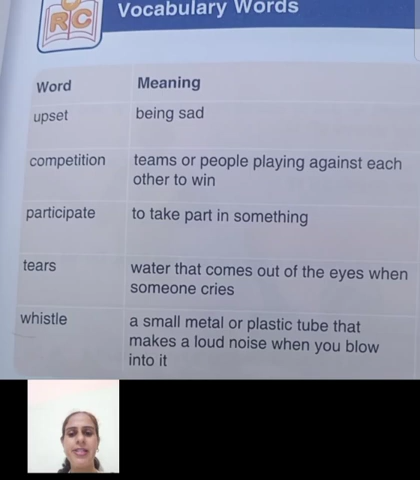 RC
Vocabulary Words
Word Meaning
upset being sad
competition teams or people playing against each
other to win
participate to take part in something
tears water that comes out of the eyes when
someone cries
whistle a small metal or plastic tube that
makes a loud noise when you blow
into it